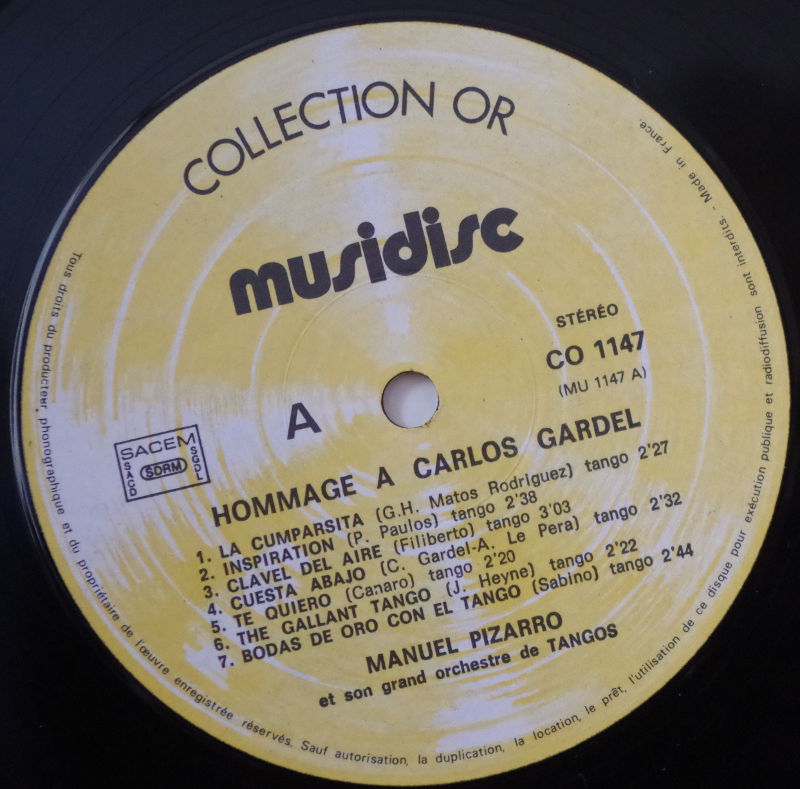 COLLECTION OR
musidisc
STÉRÉO
CO 1147
(MU 1147 A)
A
SACEM
SACD
SDRM
SGDL
HOMMAGE A CARLOS GARDEL
1. LA CUMPARSITA (G.H. Matos Rodriguez) tango 2'27
2. INSPIRATION (P. Paulos) tango 2'38
3. CLAVEL DEL AIRE (Filiberto) tango 3'03
4. CUESTA ABAJO (C. Gardel-A. Le Pera) tango 2'32
5. TE QUIERO (Canaro) tango 2'20
6. THE GALLANT TANGO (J. Heyne) tango 2'22
7. BODAS DE ORO CON EL TANGO (Sabino) tango 2'44
MANUEL PIZARRO
et son grand orchestre de TANGOS
Tous droits du producteur phonographique et du propriétaire de l'œuvre enregistrée réservés. Sauf autorisation, la duplication, la location, le prêt, l'utilisation de ce disque pour exécution publique et radiodiffusion sont interdits. - Made in France.